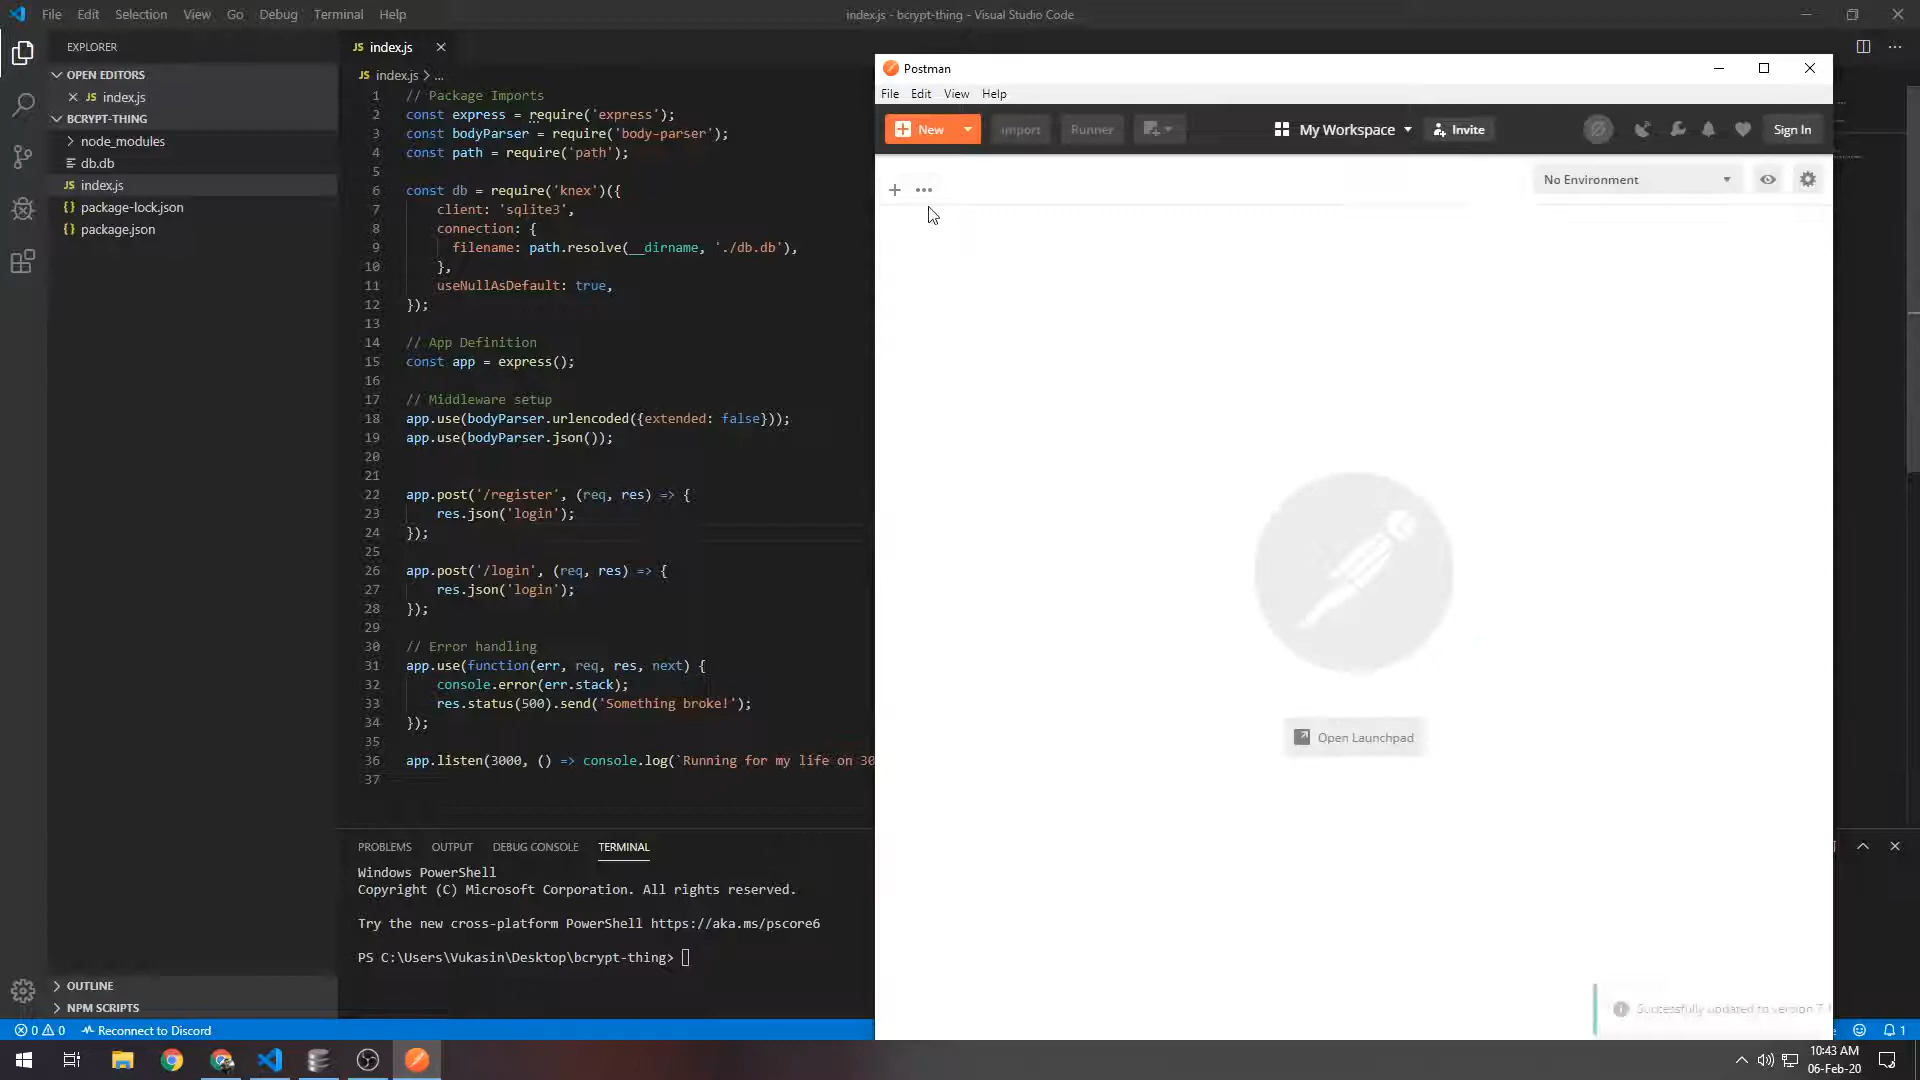 File Edit Selection View Go Debug Terminal Help
index.js - bcrypt-thing - Visual Studio Code
EXPLORER
OPEN EDITORS
JS index.js
BCRYPT-THING
node_modules
db.db
JS index.js
{} package-lock.json
{} package.json
OUTLINE
NPM SCRIPTS
JS index.js
JS index.js > ...
1 // Package Imports
2 const express = require('express');
3 const bodyParser = require('body-parser');
4 const path = require('path');
5
6 const db = require('knex')({
7 client: 'sqlite3',
8 connection: {
9 filename: path.resolve(__dirname, './db.db'),
10 },
11 useNullAsDefault: true,
12 });
13
14 // App Definition
15 const app = express();
16
17 // Middleware setup
18 app.use(bodyParser.urlencoded({extended: false}));
19 app.use(bodyParser.json());
20
21
22 app.post('/register', (req, res) => {
23 res.json('login');
24 });
25
26 app.post('/login', (req, res) => {
27 res.json('login');
28 });
29
30 // Error handling
31 app.use(function(err, req, res, next) {
32 console.error(err.stack);
33 res.status(500).send('Something broke!');
34 });
35
36 app.listen(3000, () => console.log(`Running for my life on 30
37
PROBLEMS OUTPUT DEBUG CONSOLE TERMINAL
Windows PowerShell
Copyright (C) Microsoft Corporation. All rights reserved.
Try the new cross-platform PowerShell https://aka.ms/pscore6
PS C:\Users\Vukasin\Desktop\bcrypt-thing>
Postman
File Edit View Help
New Import Runner My Workspace Invite Sign In
+ ... No Environment
Open Launchpad
Successfully updated to version 7.
0 0 Reconnect to Discord
1
10:43 AM
06-Feb-20